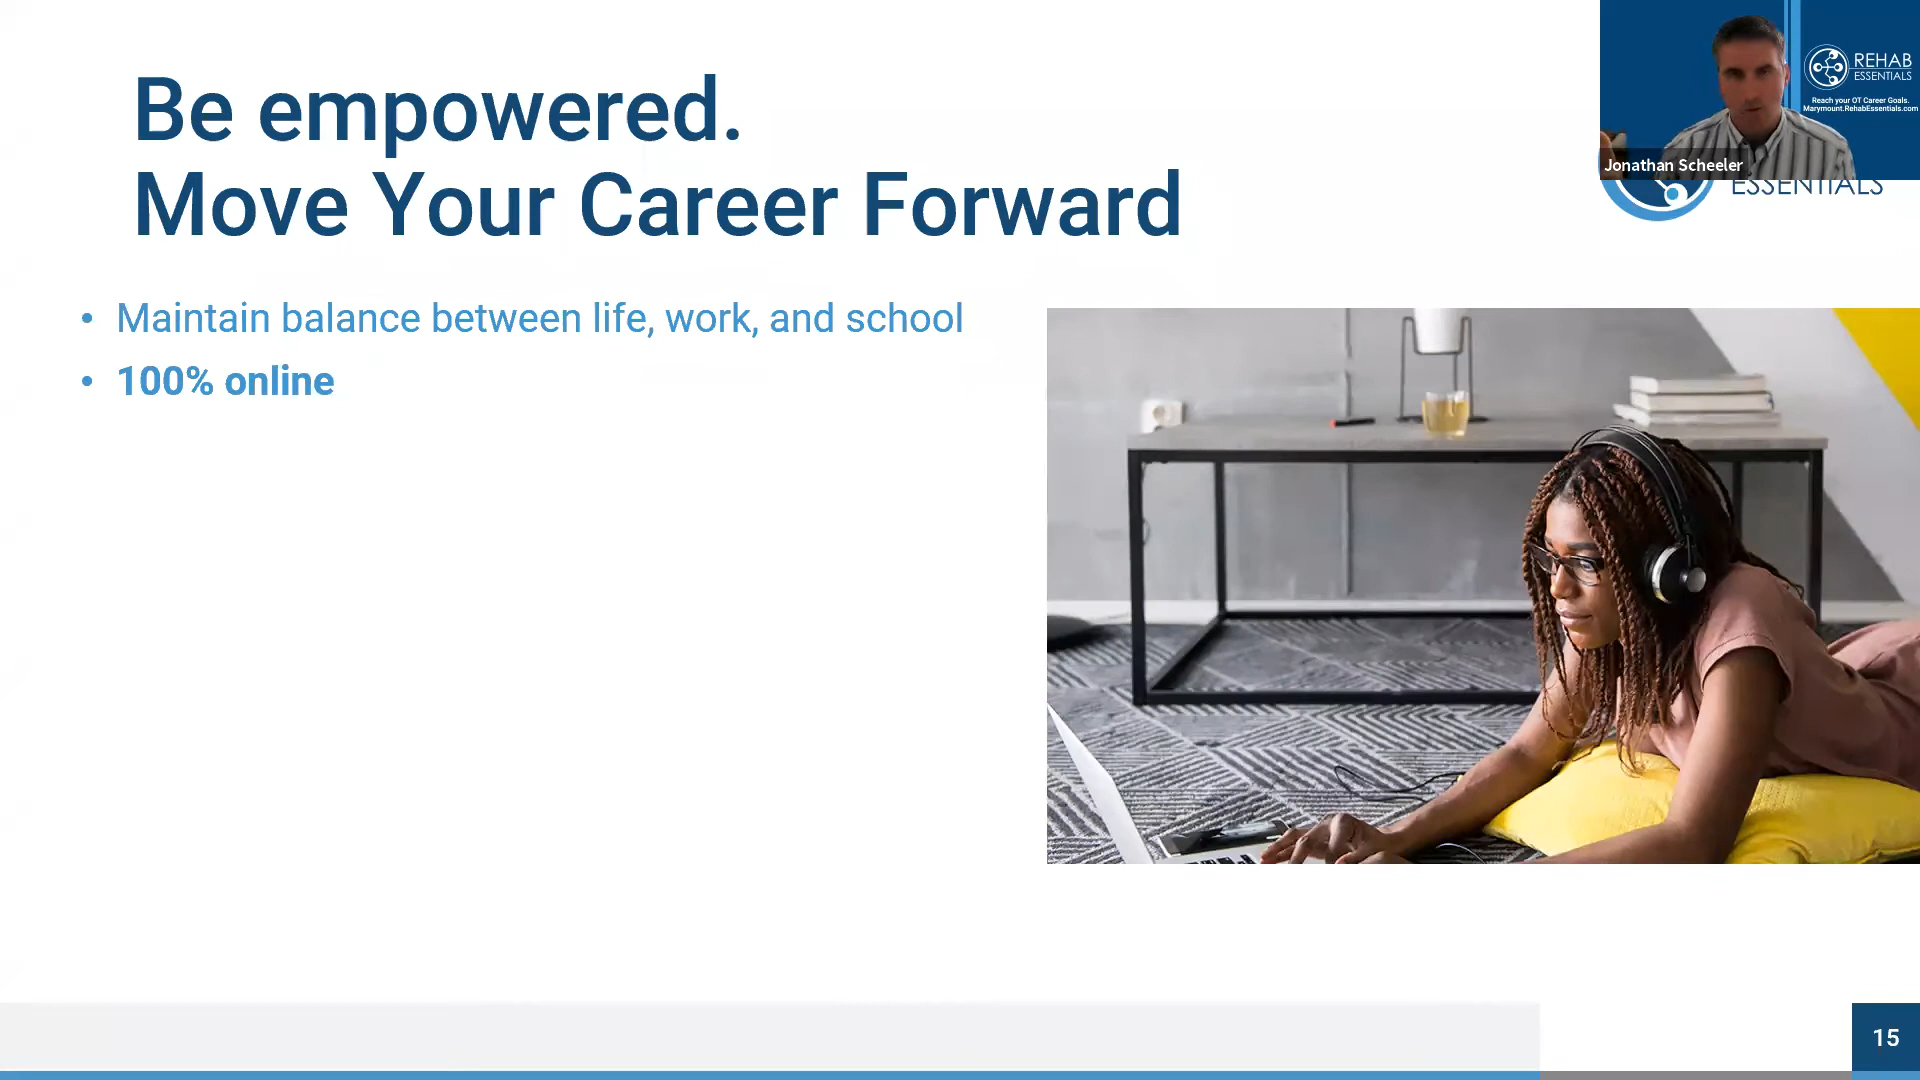 Be empowered.
Move Your Career Forward
REHAB
ESSENTIALS
Reach your OT Career Goals.
Marymount.RehabEssentials.com
Jonathan Scheeler
ESSENTIALS
• Maintain balance between life, work, and school
• 100% online
15